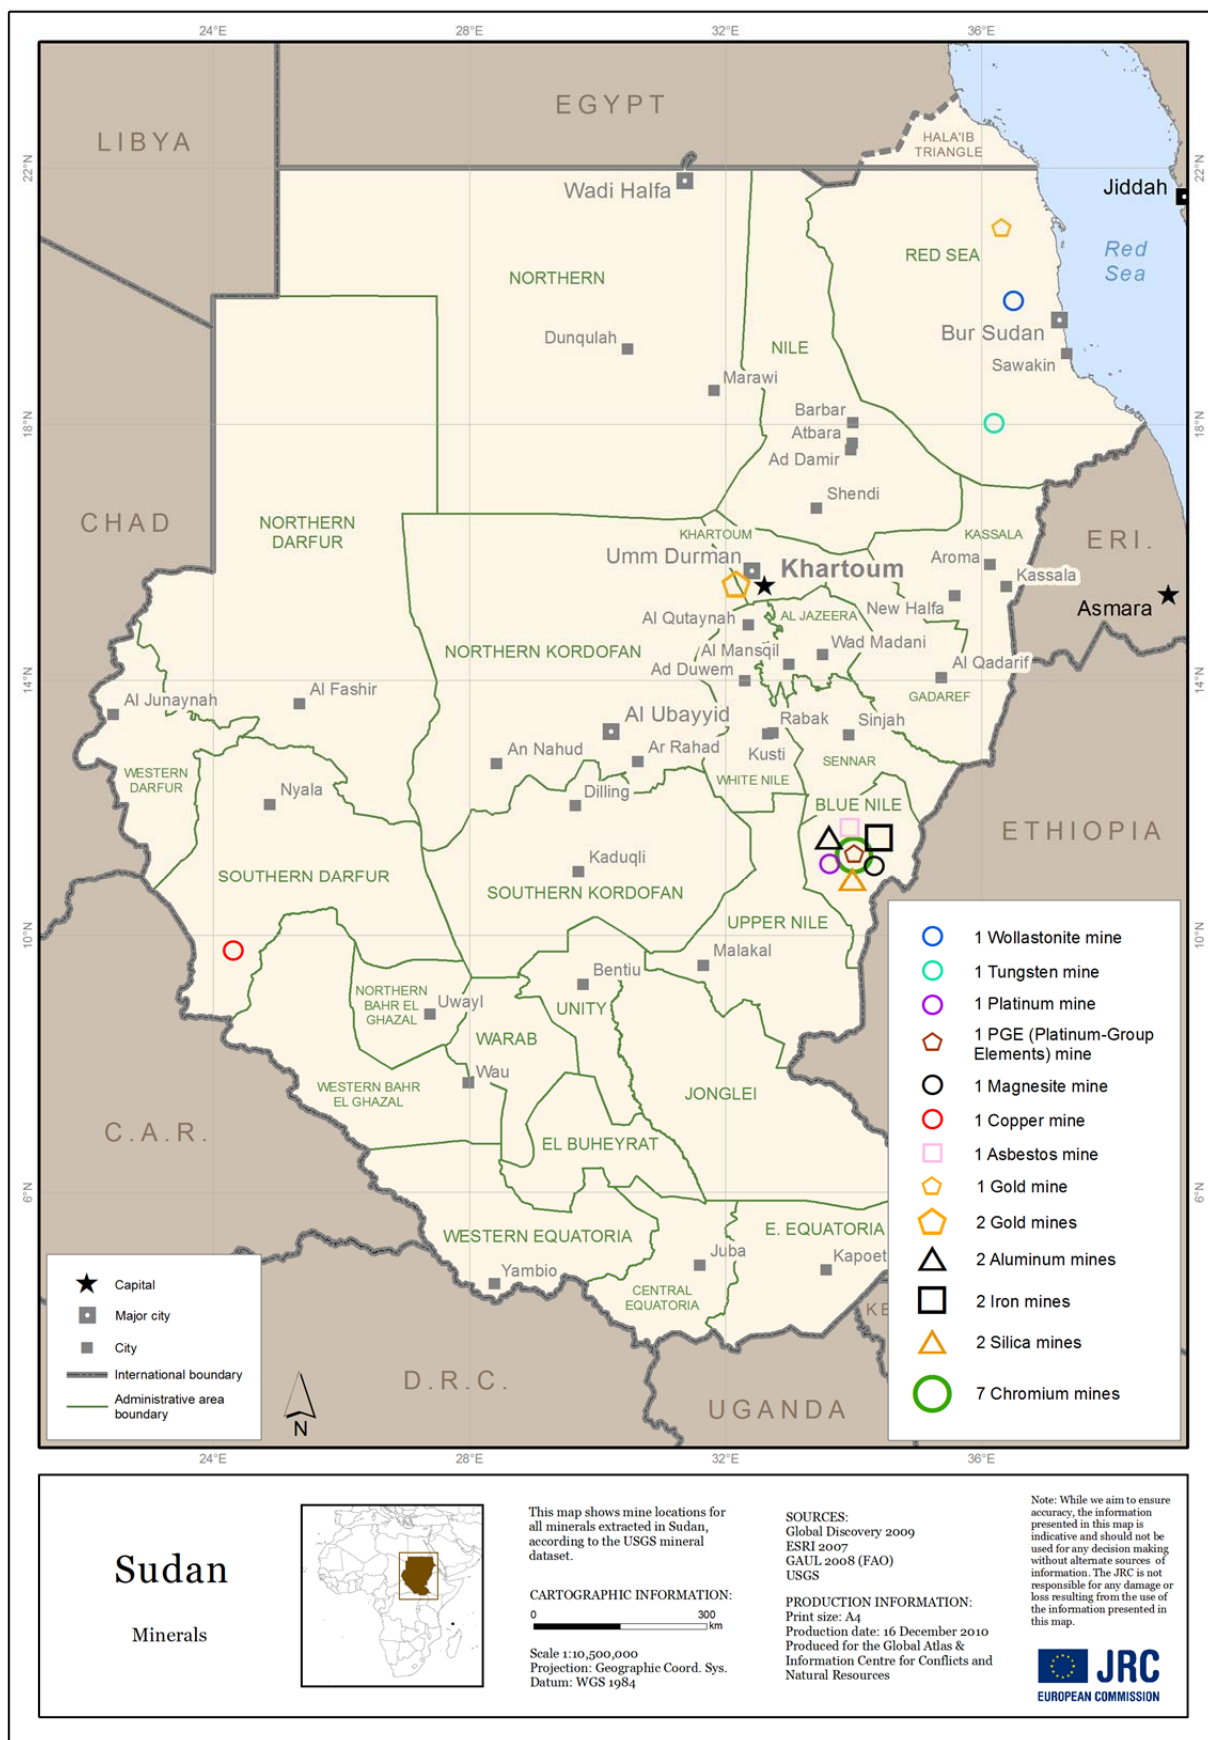 24°E 28°E 32°E 36°E
EGYPT
LIBYA
HALA'IB
TRIANGLE
22°N 22°N
Wadi Halfa
Jiddah
RED SEA
Red
Sea
NORTHERN
Bur Sudan
Dunqulah
NILE
Sawakin
Marawi
Barbar
18°N 18°N
Atbara
Ad Damir
Shendi
CHAD
NORTHERN
DARFUR
KHARTOUM
KASSALA
ERI.
Umm Durman
Khartoum
Aroma
Kassala
Asmara
New Halfa
Al Qutaynah
AL JAZEERA
NORTHERN KORDOFAN
Al Mansqil
Wad Madani
Ad Duwem
Al Qadarif
14°N 14°N
Al Junaynah
Al Fashir
GADAREF
Al Ubayyid
Rabak
Sinjah
An Nahud
Ar Rahad
Kusti
SENNAR
WESTERN
DARFUR
Nyala
WHITE NILE
Dilling
BLUE NILE
ETHIOPIA
Kaduqli
SOUTHERN DARFUR
SOUTHERN KORDOFAN
UPPER NILE
10°N 10°N
Malakal
Bentiu
NORTHERN
BAHR EL
GHAZAL
Uwayl
UNITY
WARAB
Wau
WESTERN BAHR
EL GHAZAL
JONGLEI
C.A.R.
EL BUHEYRAT
6°N 6°N
WESTERN EQUATORIA
E. EQUATORIA
Juba
Kapoet
Yambio
CENTRAL
EQUATORIA
KE
D.R.C.
UGANDA
1 Wollastonite mine
1 Tungsten mine
1 Platinum mine
1 PGE (Platinum-Group
Elements) mine
1 Magnesite mine
1 Copper mine
1 Asbestos mine
1 Gold mine
2 Gold mines
2 Aluminum mines
2 Iron mines
2 Silica mines
7 Chromium mines
Capital
Major city
City
International boundary
Administrative area
boundary
N
24°E 28°E 32°E 36°E
Sudan
Minerals
This map shows mine locations for
all minerals extracted in Sudan,
according to the USGS mineral
dataset.
CARTOGRAPHIC INFORMATION:
0 300
km
Scale 1:10,500,000
Projection: Geographic Coord. Sys.
Datum: WGS 1984
SOURCES:
Global Discovery 2009
ESRI 2007
GAUL 2008 (FAO)
USGS
PRODUCTION INFORMATION:
Print size: A4
Production date: 16 December 2010
Produced for the Global Atlas &
Information Centre for Conflicts and
Natural Resources
Note: While we aim to ensure
accuracy, the information
presented in this map is
indicative and should not be
used for any decision making
without alternate sources of
information. The JRC is not
responsible for any damage or
loss resulting from the use of
the information presented in
this map.
JRC
EUROPEAN COMMISSION